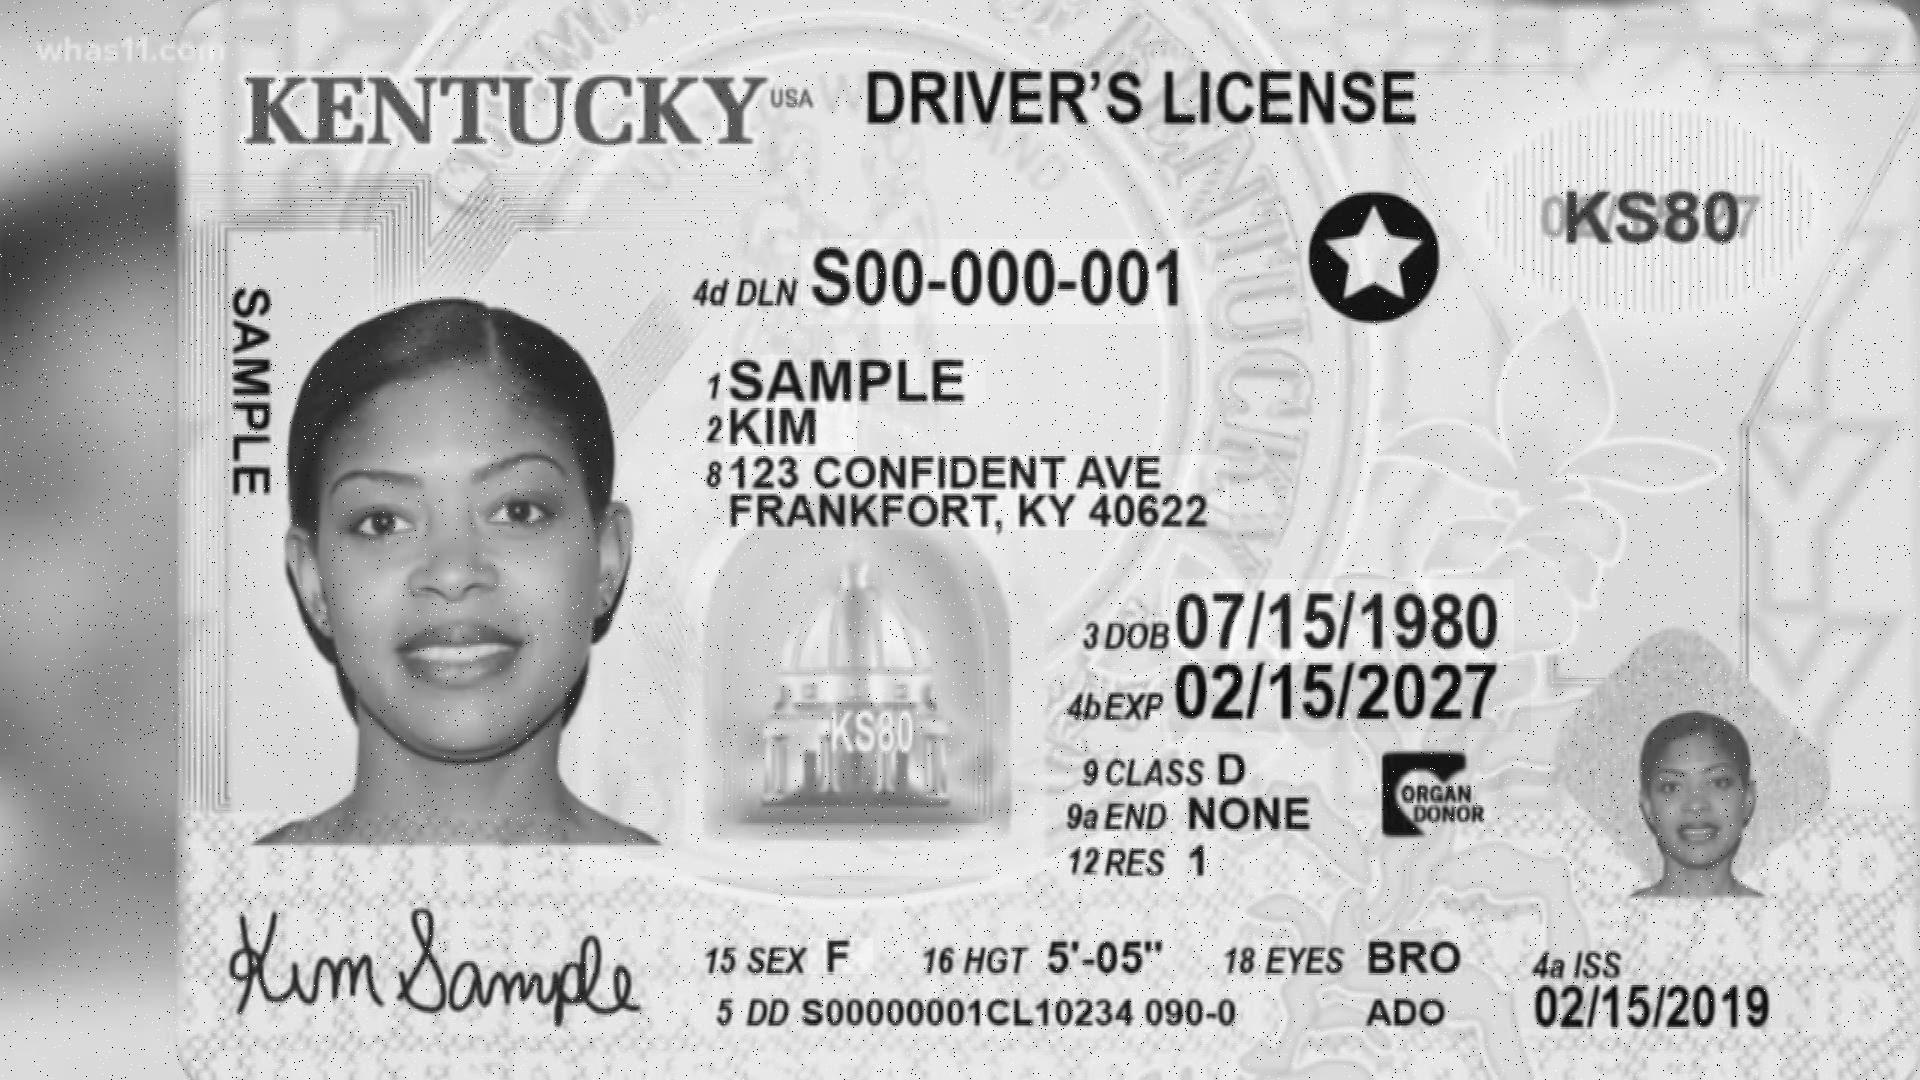 whas11.com
KENTUCKY USA DRIVER'S LICENSE
KS80
4d DLN S00-000-001
SAMPLE
1 SAMPLE
2 KIM
8 123 CONFIDENT AVE
FRANKFORT, KY 40622
3 DOB 07/15/1980
4b EXP 02/15/2027
KS80
9 CLASS D
9a END NONE
ORGAN DONOR
12 RES 1
Kim Sample
15 SEX F 16 HGT 5'-05" 18 EYES BRO 4a ISS
5 DD S00000001CL10234 090-0 ADO 02/15/2019